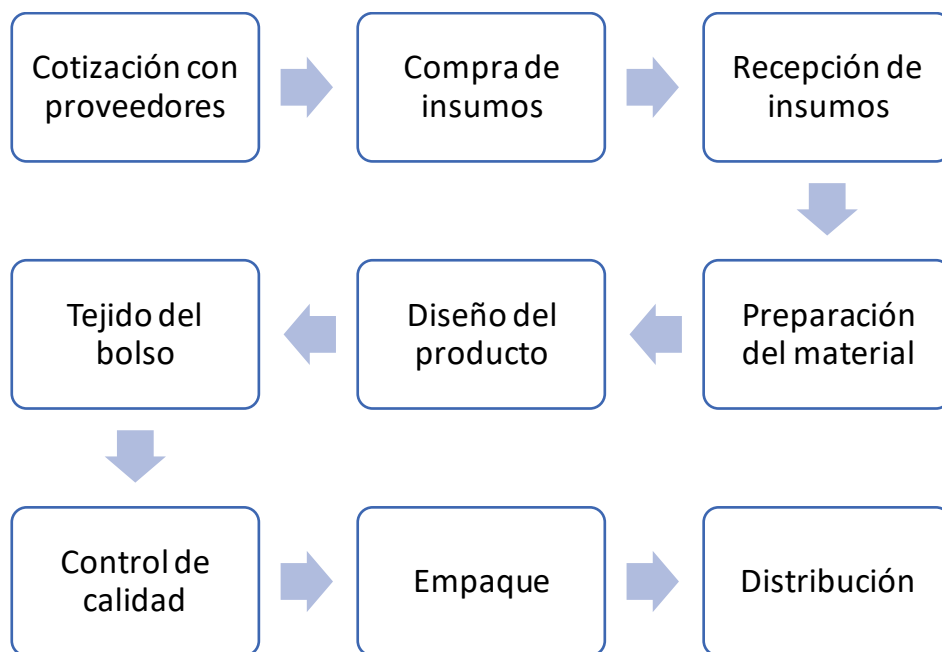 Cotización con
proveedores
Compra de
insumos
Recepción de
insumos
Preparación
del material
Diseño del
producto
Tejido del
bolso
Control de
calidad
Empaque
Distribución